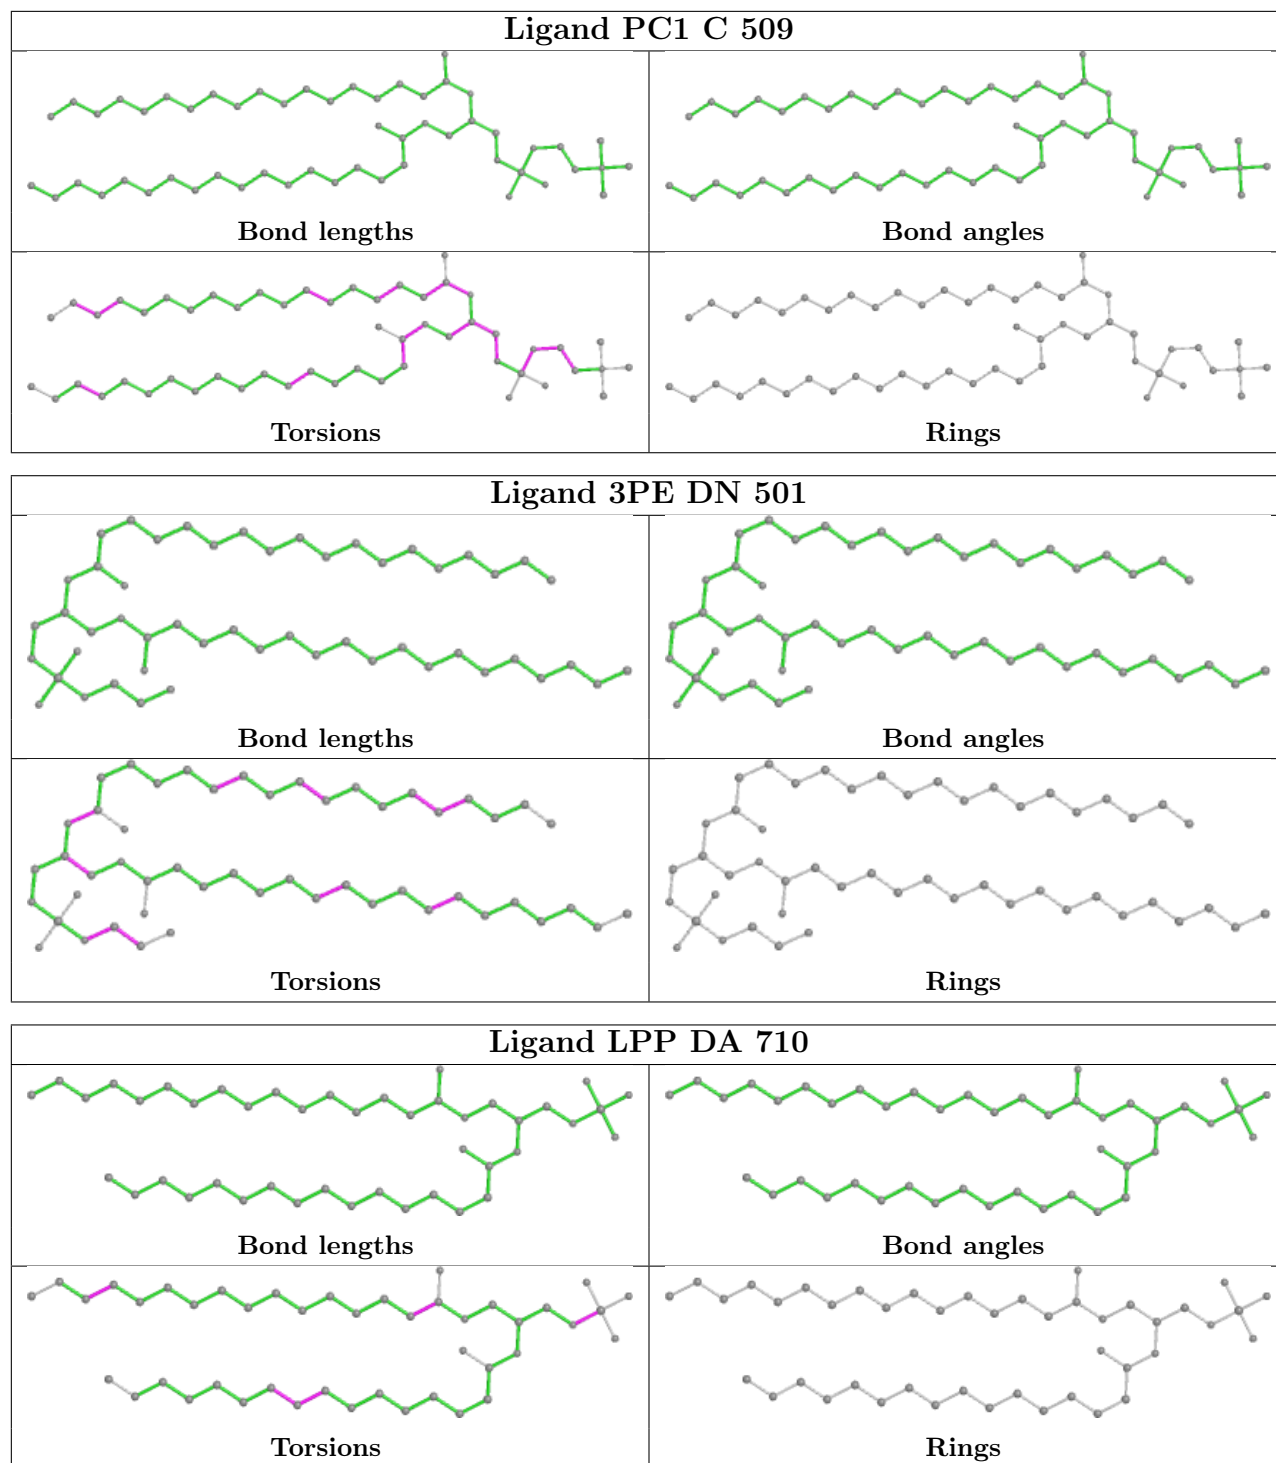 Ligand PC1 C 509
Bond lengths
Bond angles
Torsions
Rings
Ligand 3PE DN 501
Bond lengths
Bond angles
Torsions
Rings
Ligand LPP DA 710
Bond lengths
Bond angles
Torsions
Rings